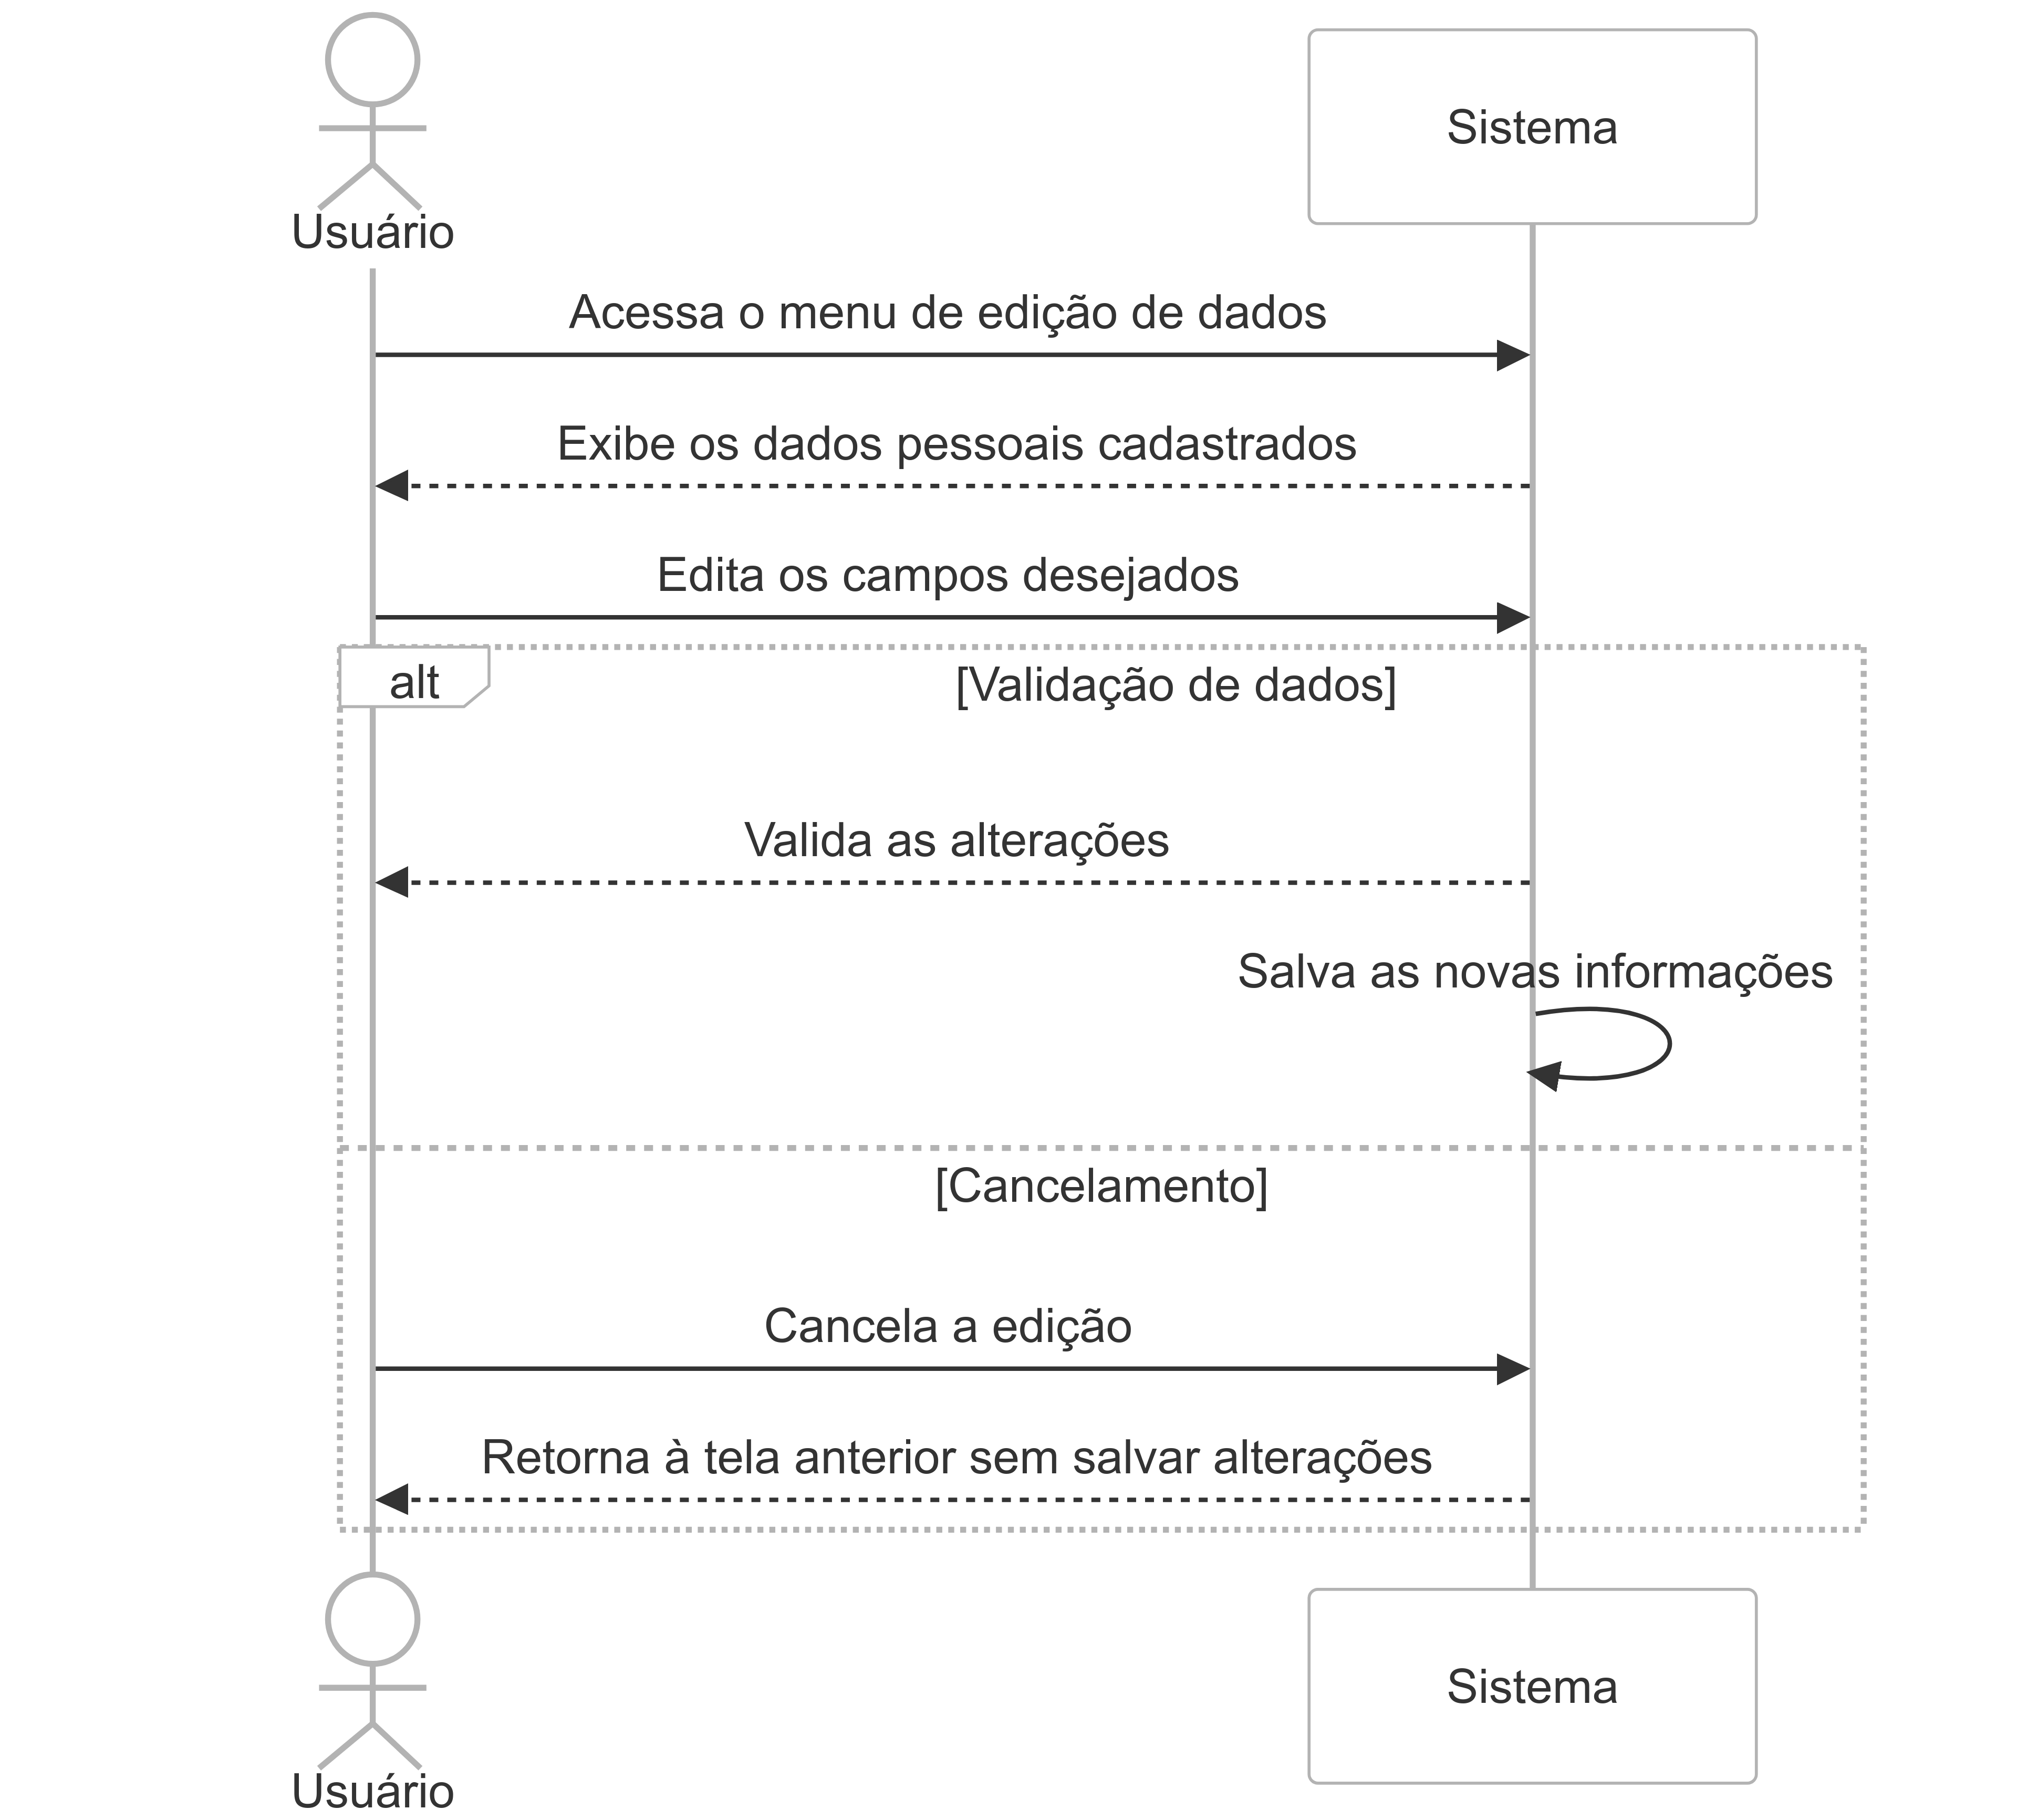 Usuário
Sistema
Acessa o menu de edição de dados
Exibe os dados pessoais cadastrados
Edita os campos desejados
alt
[Validação de dados]
Valida as alterações
Salva as novas informações
[Cancelamento]
Cancela a edição
Retorna à tela anterior sem salvar alterações
Usuário
Sistema